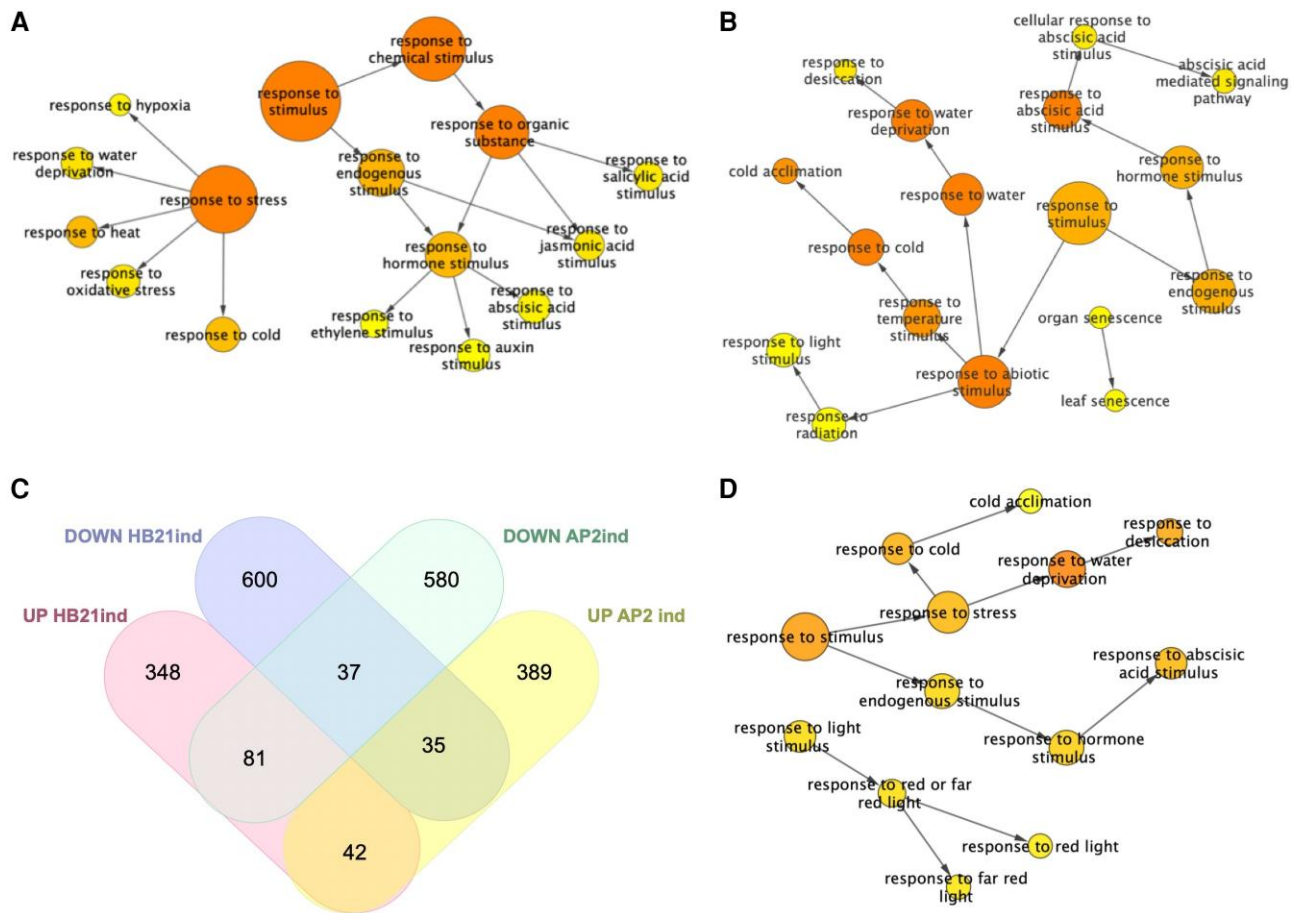 A
response to
chemical stimulus
response to
stimulus
response to hypoxia
response to organic
substance
response to water
deprivation
response to
endogenous
stimulus
response to
salicylic acid
stimulus
response to stress
response to heat
response to
hormone stimulus
response to
jasmonic acid
stimulus
response to
oxidative stress
response to
abscisic acid
stimulus
response to cold
response to
ethylene stimulus
response to auxin
stimulus
B
cellular response to
abscisic acid
stimulus
response to
desiccation
abscisic acid
mediated signaling
pathway
response to water
deprivation
response to
abscisic acid
stimulus
cold acclimation
response to
hormone stimulus
response to water
response to
stimulus
response to cold
response to
endogenous
stimulus
response to
temperature
stimulus
organ senescence
response to light
stimulus
response to abiotic
stimulus
leaf senescence
response to
radiation
C
DOWN HB21ind
DOWN AP2ind
600
580
UP HB21ind
UP AP2 ind
348
37
389
81
35
42
D
cold acclimation
response to
desiccation
response to cold
response to water
deprivation
response to stress
response to stimulus
response to abscisic
acid stimulus
response to
endogenous stimulus
response to light
stimulus
response to hormone
stimulus
response to red or far
red light
response to red light
response to far red
light